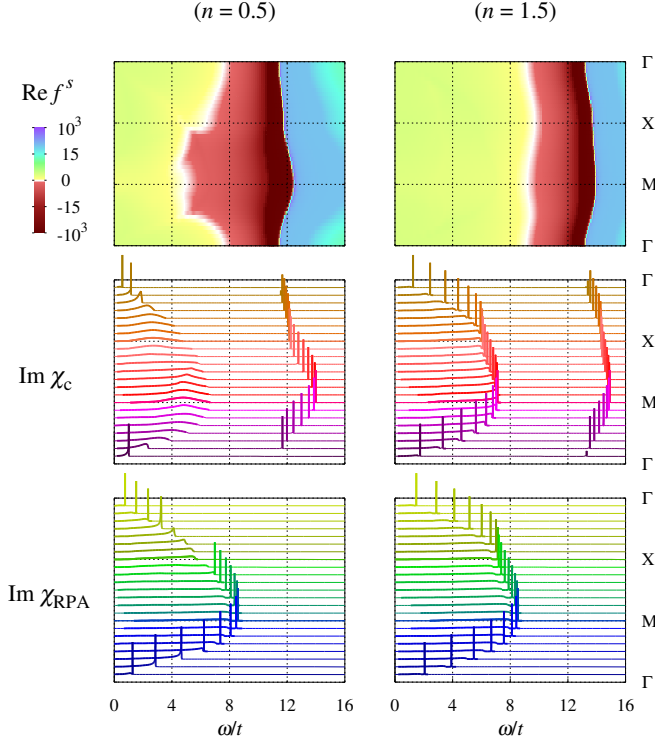 (n = 0.5) (n = 1.5)
Re f^s
10^3
15
0
-15
-10^3
Γ
X
M
Γ
Im χ_c
Γ
X
M
Γ
Im χ_RPA
Γ
X
M
Γ
0 4 8 12 16 0 4 8 12 16
ω/t ω/t